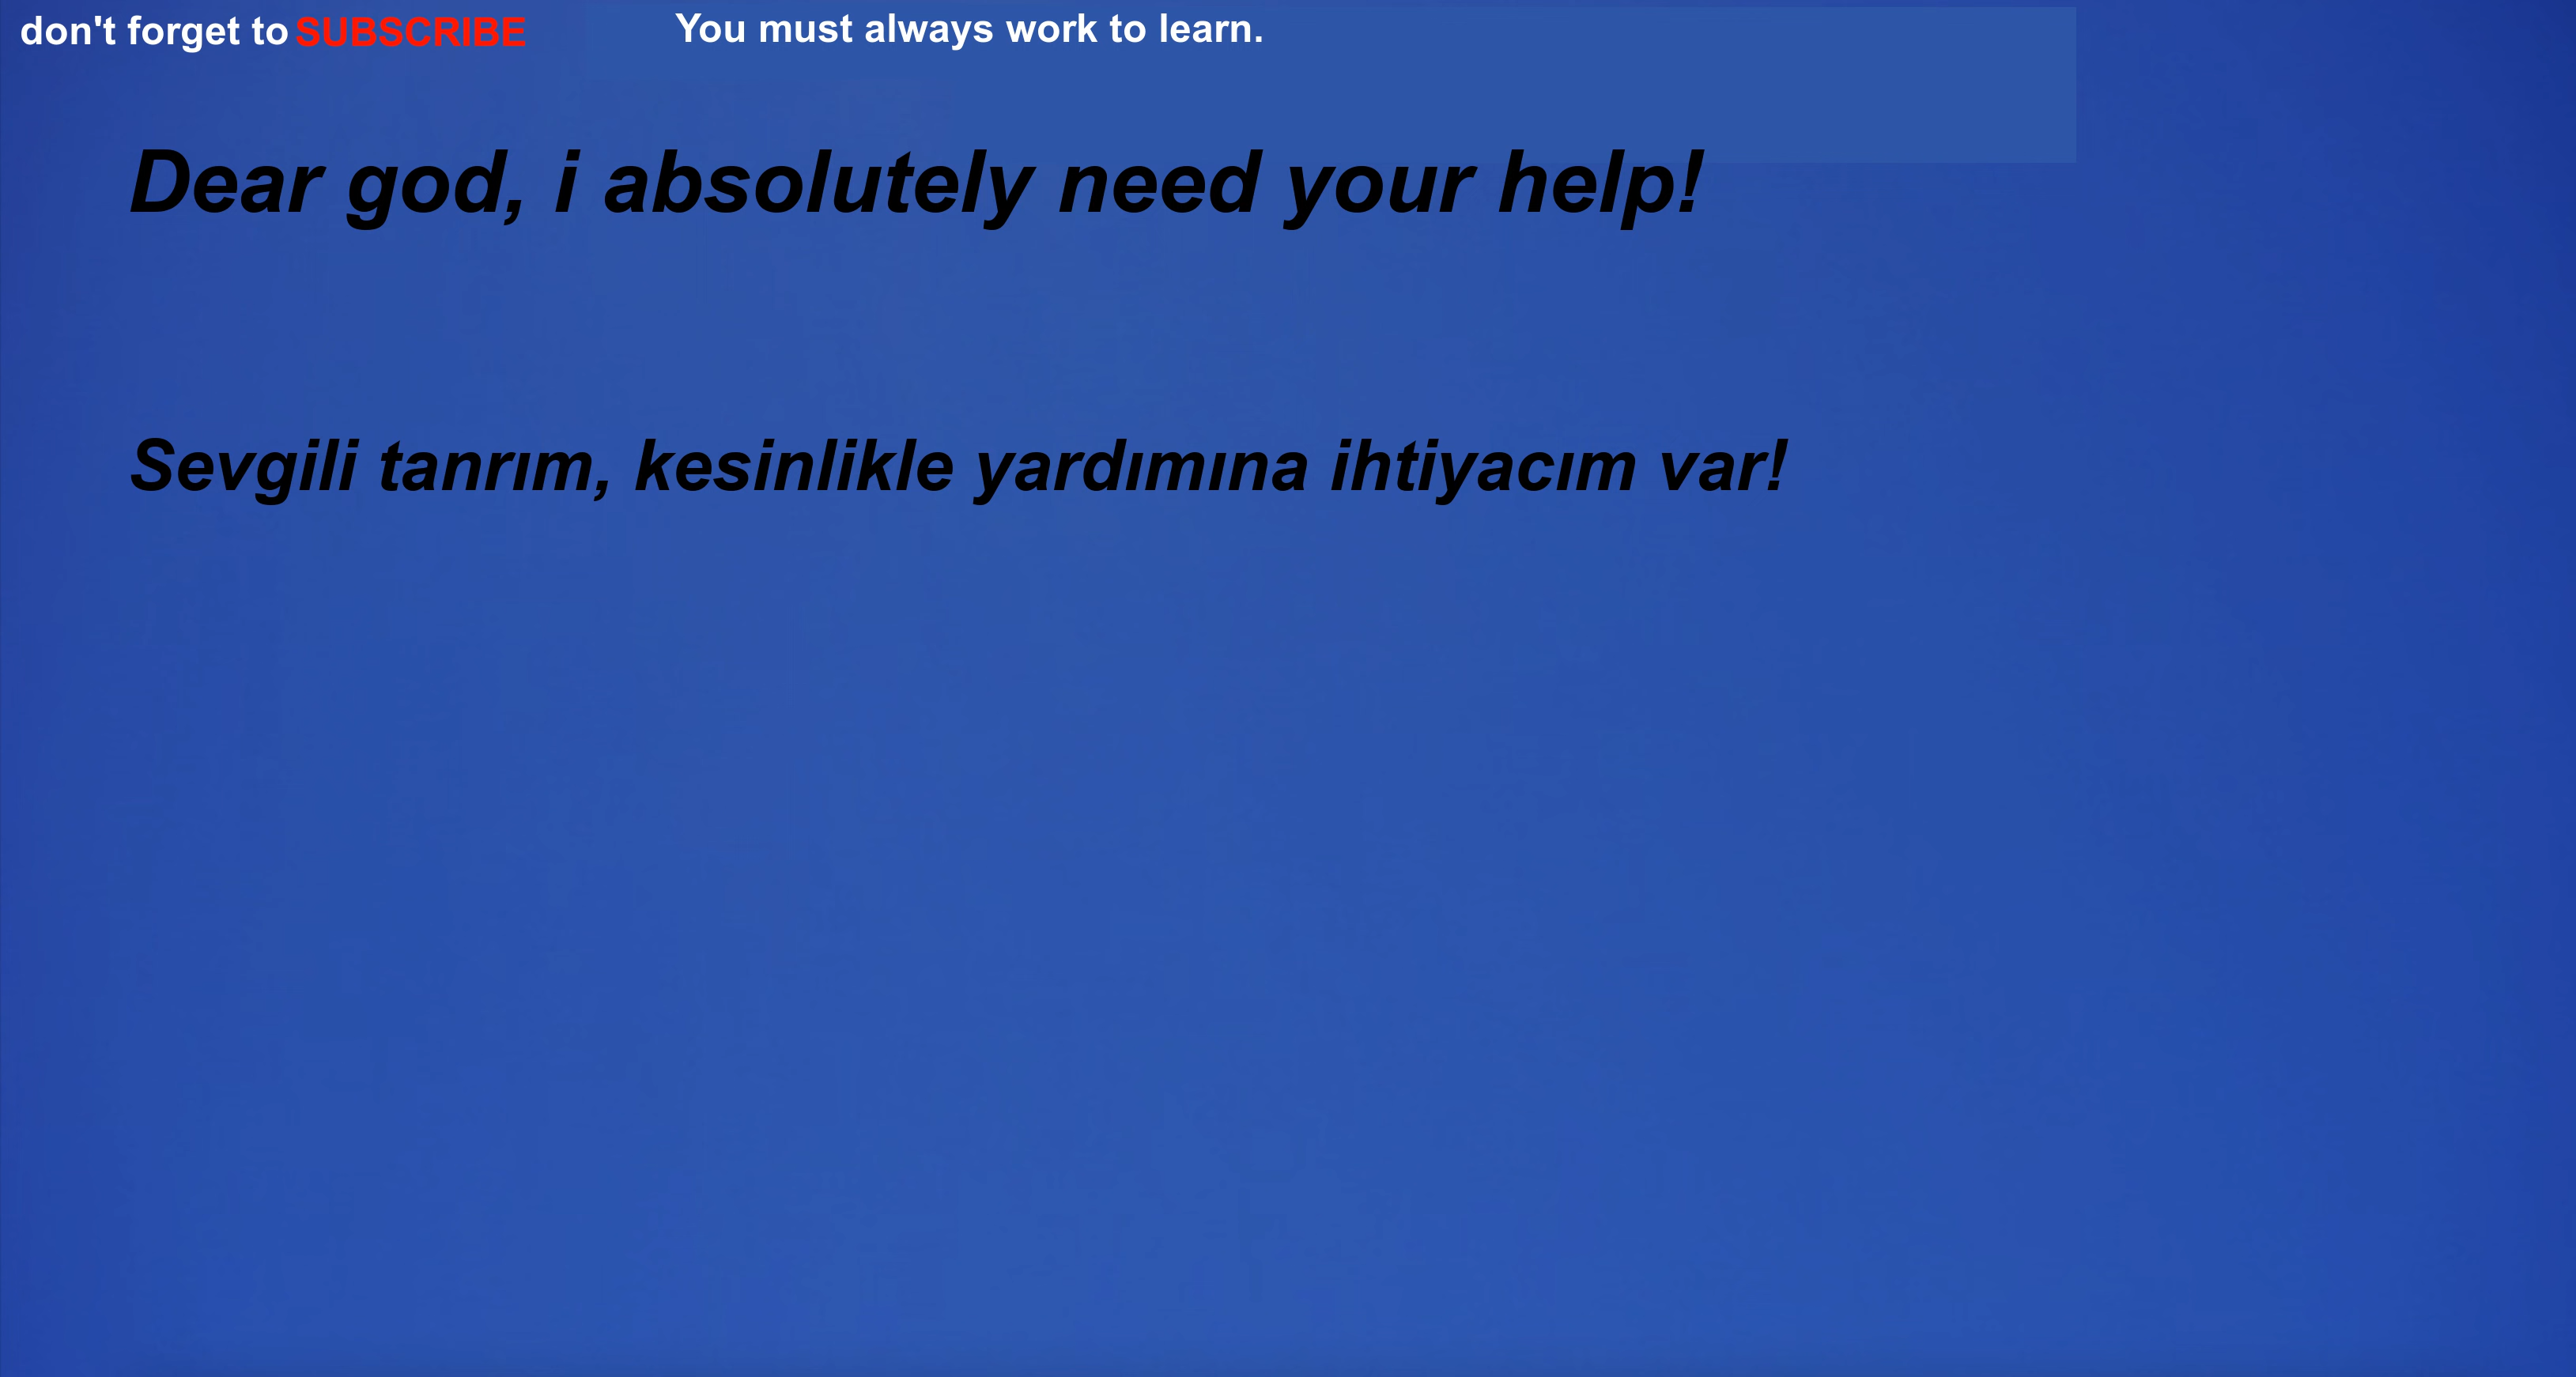 don't forget to SUBSCRIBE
You must always work to learn.
Dear god, i absolutely need your help!
Sevgili tanrım, kesinlikle yardımına ihtiyacım var!